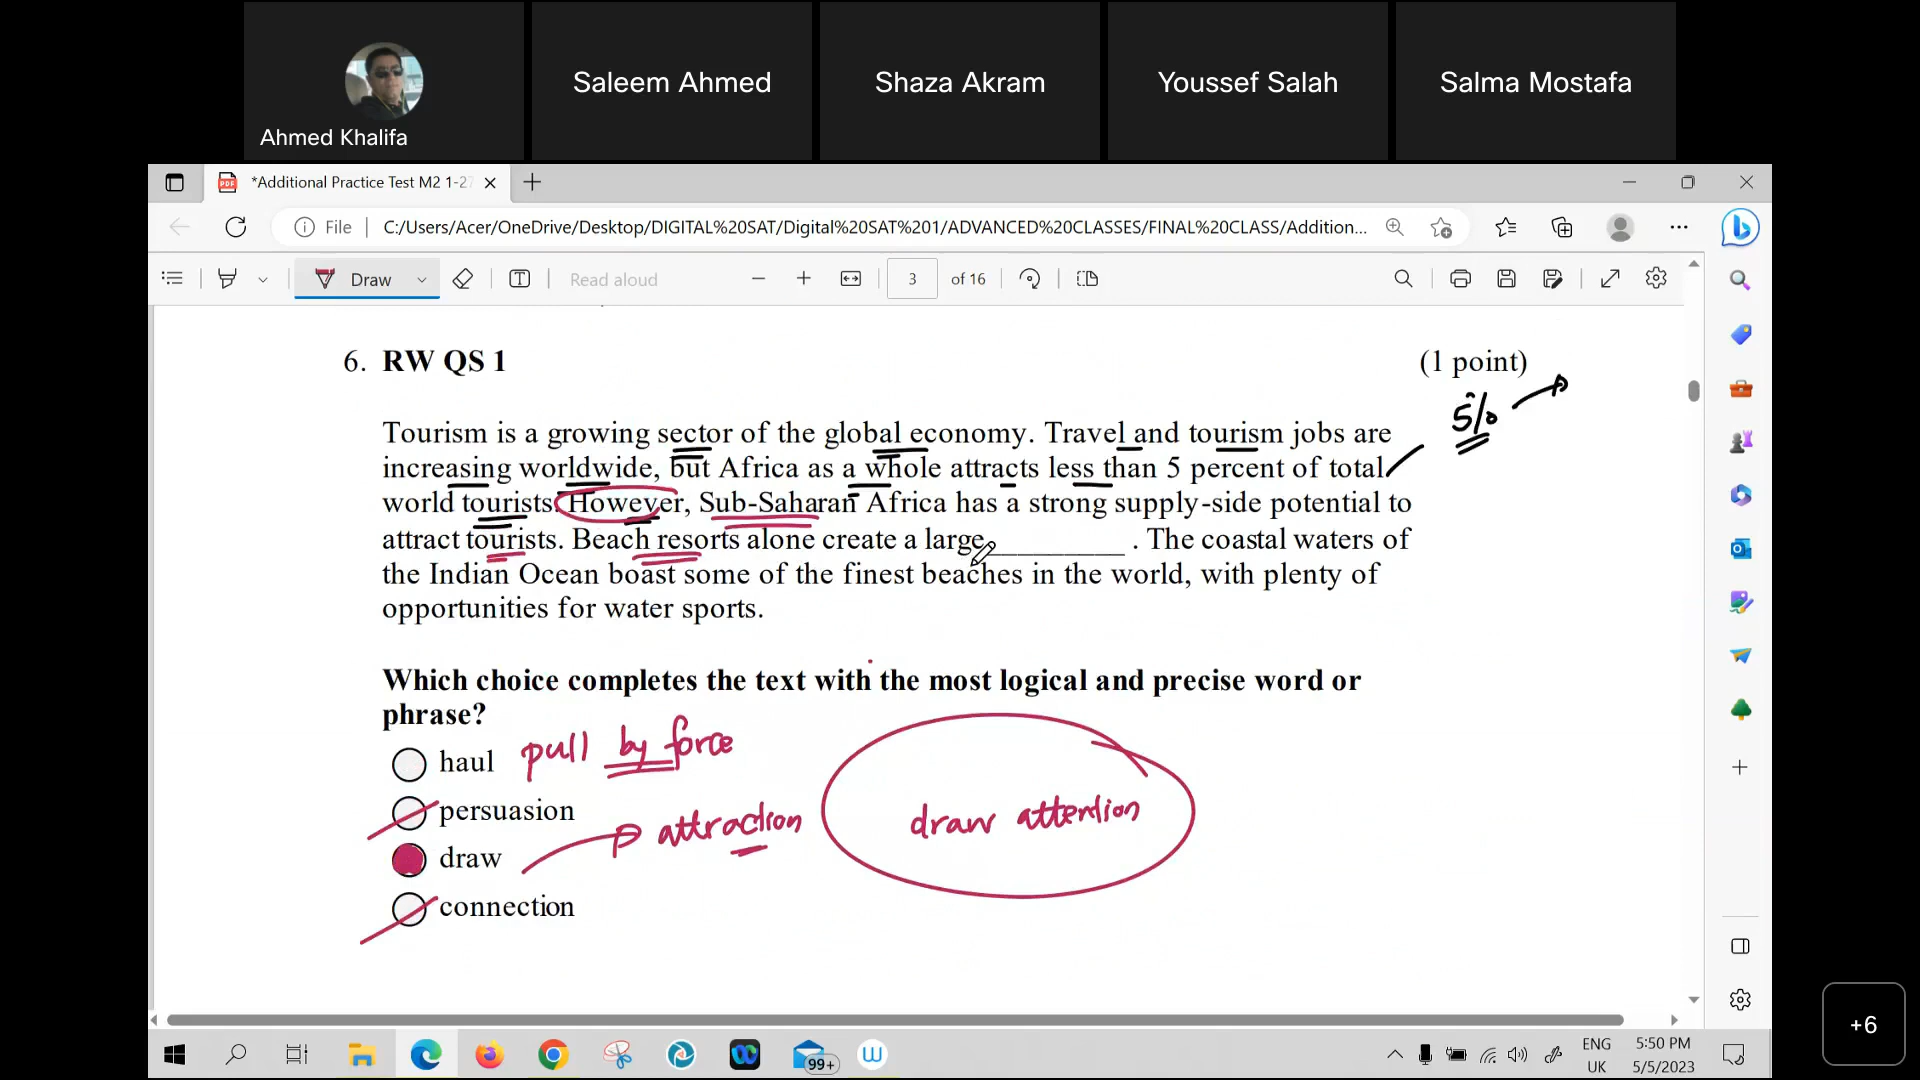 Saleem Ahmed
Shaza Akram
Youssef Salah
Salma Mostafa
Ahmed Khalifa
*Additional Practice Test M2 1-27
File
C:/Users/Acer/OneDrive/Desktop/DIGITAL%20SAT/Digital%20SAT%201/ADVANCED%20CLASSES/FINAL%20CLASS/Addition...
Draw
Read aloud
3
of 16
6. RW QS 1
(1 point)
5%
Tourism is a growing sector of the global economy. Travel and tourism jobs are
increasing worldwide, but Africa as a whole attracts less than 5 percent of total
world tourists. However, Sub-Saharan Africa has a strong supply-side potential to
attract tourists. Beach resorts alone create a large__________ . The coastal waters of
the Indian Ocean boast some of the finest beaches in the world, with plenty of
opportunities for water sports.
Which choice completes the text with the most logical and precise word or
phrase?
haul pull by force
persuasion
attraction
draw attention
draw
connection
+6
99+
ENG
UK
5:50 PM
5/5/2023